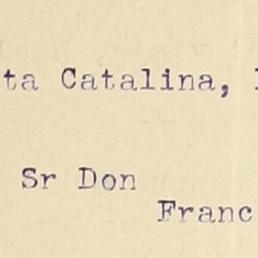 ta Catalina,
Sr Don
Franc